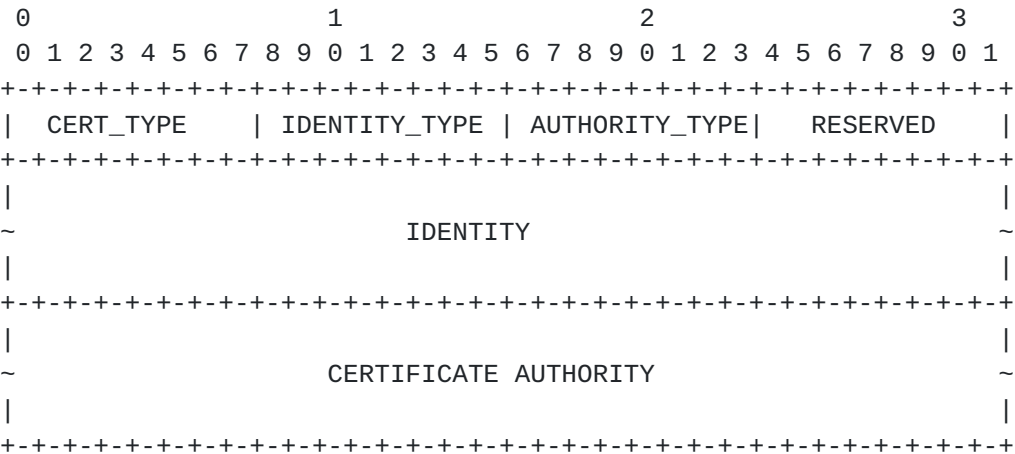 0                   1                   2                   3
 0 1 2 3 4 5 6 7 8 9 0 1 2 3 4 5 6 7 8 9 0 1 2 3 4 5 6 7 8 9 0 1
+-+-+-+-+-+-+-+-+-+-+-+-+-+-+-+-+-+-+-+-+-+-+-+-+-+-+-+-+-+-+-+-+
|  CERT_TYPE    | IDENTITY_TYPE | AUTHORITY_TYPE|   RESERVED    |
+-+-+-+-+-+-+-+-+-+-+-+-+-+-+-+-+-+-+-+-+-+-+-+-+-+-+-+-+-+-+-+-+
|                                                               |
~                         IDENTITY                              ~
|                                                               |
+-+-+-+-+-+-+-+-+-+-+-+-+-+-+-+-+-+-+-+-+-+-+-+-+-+-+-+-+-+-+-+-+
|                                                               |
~                    CERTIFICATE AUTHORITY                      ~
|                                                               |
+-+-+-+-+-+-+-+-+-+-+-+-+-+-+-+-+-+-+-+-+-+-+-+-+-+-+-+-+-+-+-+-+